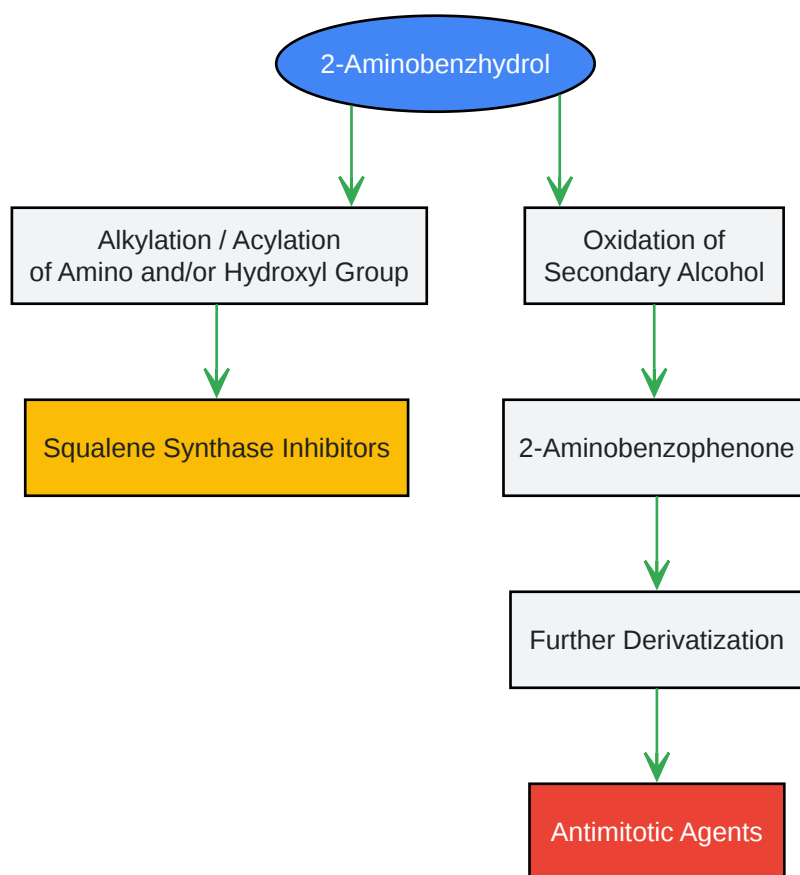 2-Aminobenzhydrol
Alkylation / Acylation
of Amino and/or Hydroxyl Group
Oxidation of
Secondary Alcohol
Squalene Synthase Inhibitors
2-Aminobenzophenone
Further Derivatization
Antimitotic Agents